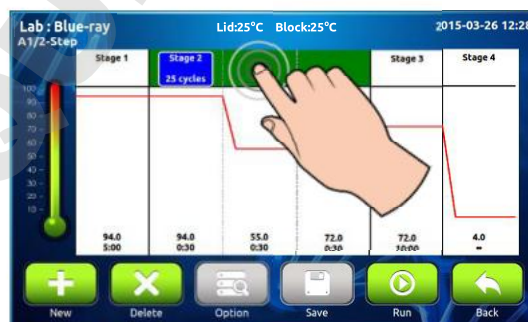 Lab : Blue-ray Lid:25°C Block:25°C 2015-03-26 12:28
A1/2-Step
Stage 1 Stage 2 Stage 3 Stage 4
25 cycles
100
90
80
70
60
50
40
30
20
10
94.0 94.0 55.0 72.0 72.0 4.0
5:00 0:30 0:30 0:30 10:00 –
New Delete Option Save Run Back